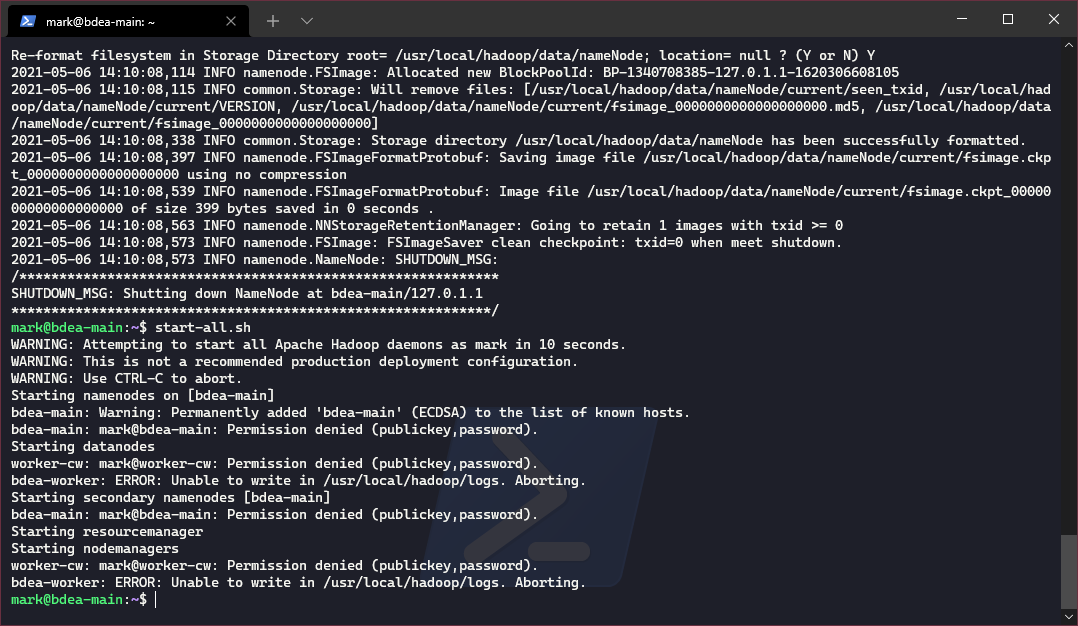 mark@bdea-main: ~
Re-format filesystem in Storage Directory root= /usr/local/hadoop/data/nameNode; location= null ? (Y or N) Y
2021-05-06 14:10:08,114 INFO namenode.FSImage: Allocated new BlockPoolId: BP-1340708385-127.0.1.1-1620306608105
2021-05-06 14:10:08,115 INFO common.Storage: Will remove files: [/usr/local/hadoop/data/nameNode/current/seen_txid, /usr/local/had
oop/data/nameNode/current/VERSION, /usr/local/hadoop/data/nameNode/current/fsimage_0000000000000000000.md5, /usr/local/hadoop/data
/nameNode/current/fsimage_0000000000000000000]
2021-05-06 14:10:08,338 INFO common.Storage: Storage directory /usr/local/hadoop/data/nameNode has been successfully formatted.
2021-05-06 14:10:08,397 INFO namenode.FSImageFormatProtobuf: Saving image file /usr/local/hadoop/data/nameNode/current/fsimage.ckp
t_0000000000000000000 using no compression
2021-05-06 14:10:08,539 INFO namenode.FSImageFormatProtobuf: Image file /usr/local/hadoop/data/nameNode/current/fsimage.ckpt_00000
00000000000000 of size 399 bytes saved in 0 seconds .
2021-05-06 14:10:08,563 INFO namenode.NNStorageRetentionManager: Going to retain 1 images with txid >= 0
2021-05-06 14:10:08,573 INFO namenode.FSImage: FSImageSaver clean checkpoint: txid=0 when meet shutdown.
2021-05-06 14:10:08,573 INFO namenode.NameNode: SHUTDOWN_MSG:
/************************************************************
SHUTDOWN_MSG: Shutting down NameNode at bdea-main/127.0.1.1
************************************************************/
mark@bdea-main:~$ start-all.sh
WARNING: Attempting to start all Apache Hadoop daemons as mark in 10 seconds.
WARNING: This is not a recommended production deployment configuration.
WARNING: Use CTRL-C to abort.
Starting namenodes on [bdea-main]
bdea-main: Warning: Permanently added 'bdea-main' (ECDSA) to the list of known hosts.
bdea-main: mark@bdea-main: Permission denied (publickey,password).
Starting datanodes
worker-cw: mark@worker-cw: Permission denied (publickey,password).
bdea-worker: ERROR: Unable to write in /usr/local/hadoop/logs. Aborting.
Starting secondary namenodes [bdea-main]
bdea-main: mark@bdea-main: Permission denied (publickey,password).
Starting resourcemanager
Starting nodemanagers
worker-cw: mark@worker-cw: Permission denied (publickey,password).
bdea-worker: ERROR: Unable to write in /usr/local/hadoop/logs. Aborting.
mark@bdea-main:~$